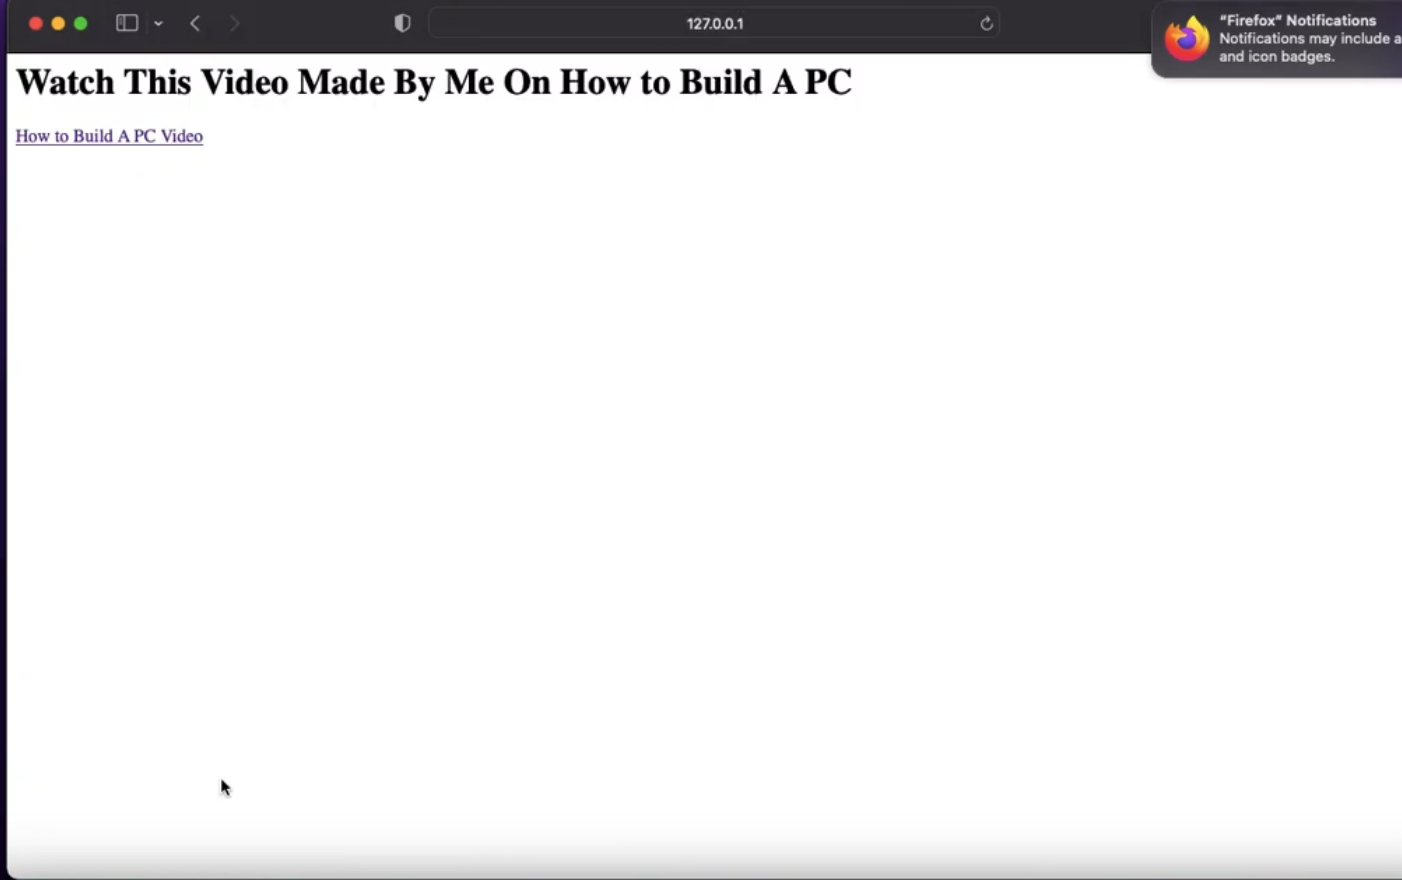 127.0.0.1
"Firefox" Notifications
Notifications may include a
and icon badges.
Watch This Video Made By Me On How to Build A PC
How to Build A PC Video